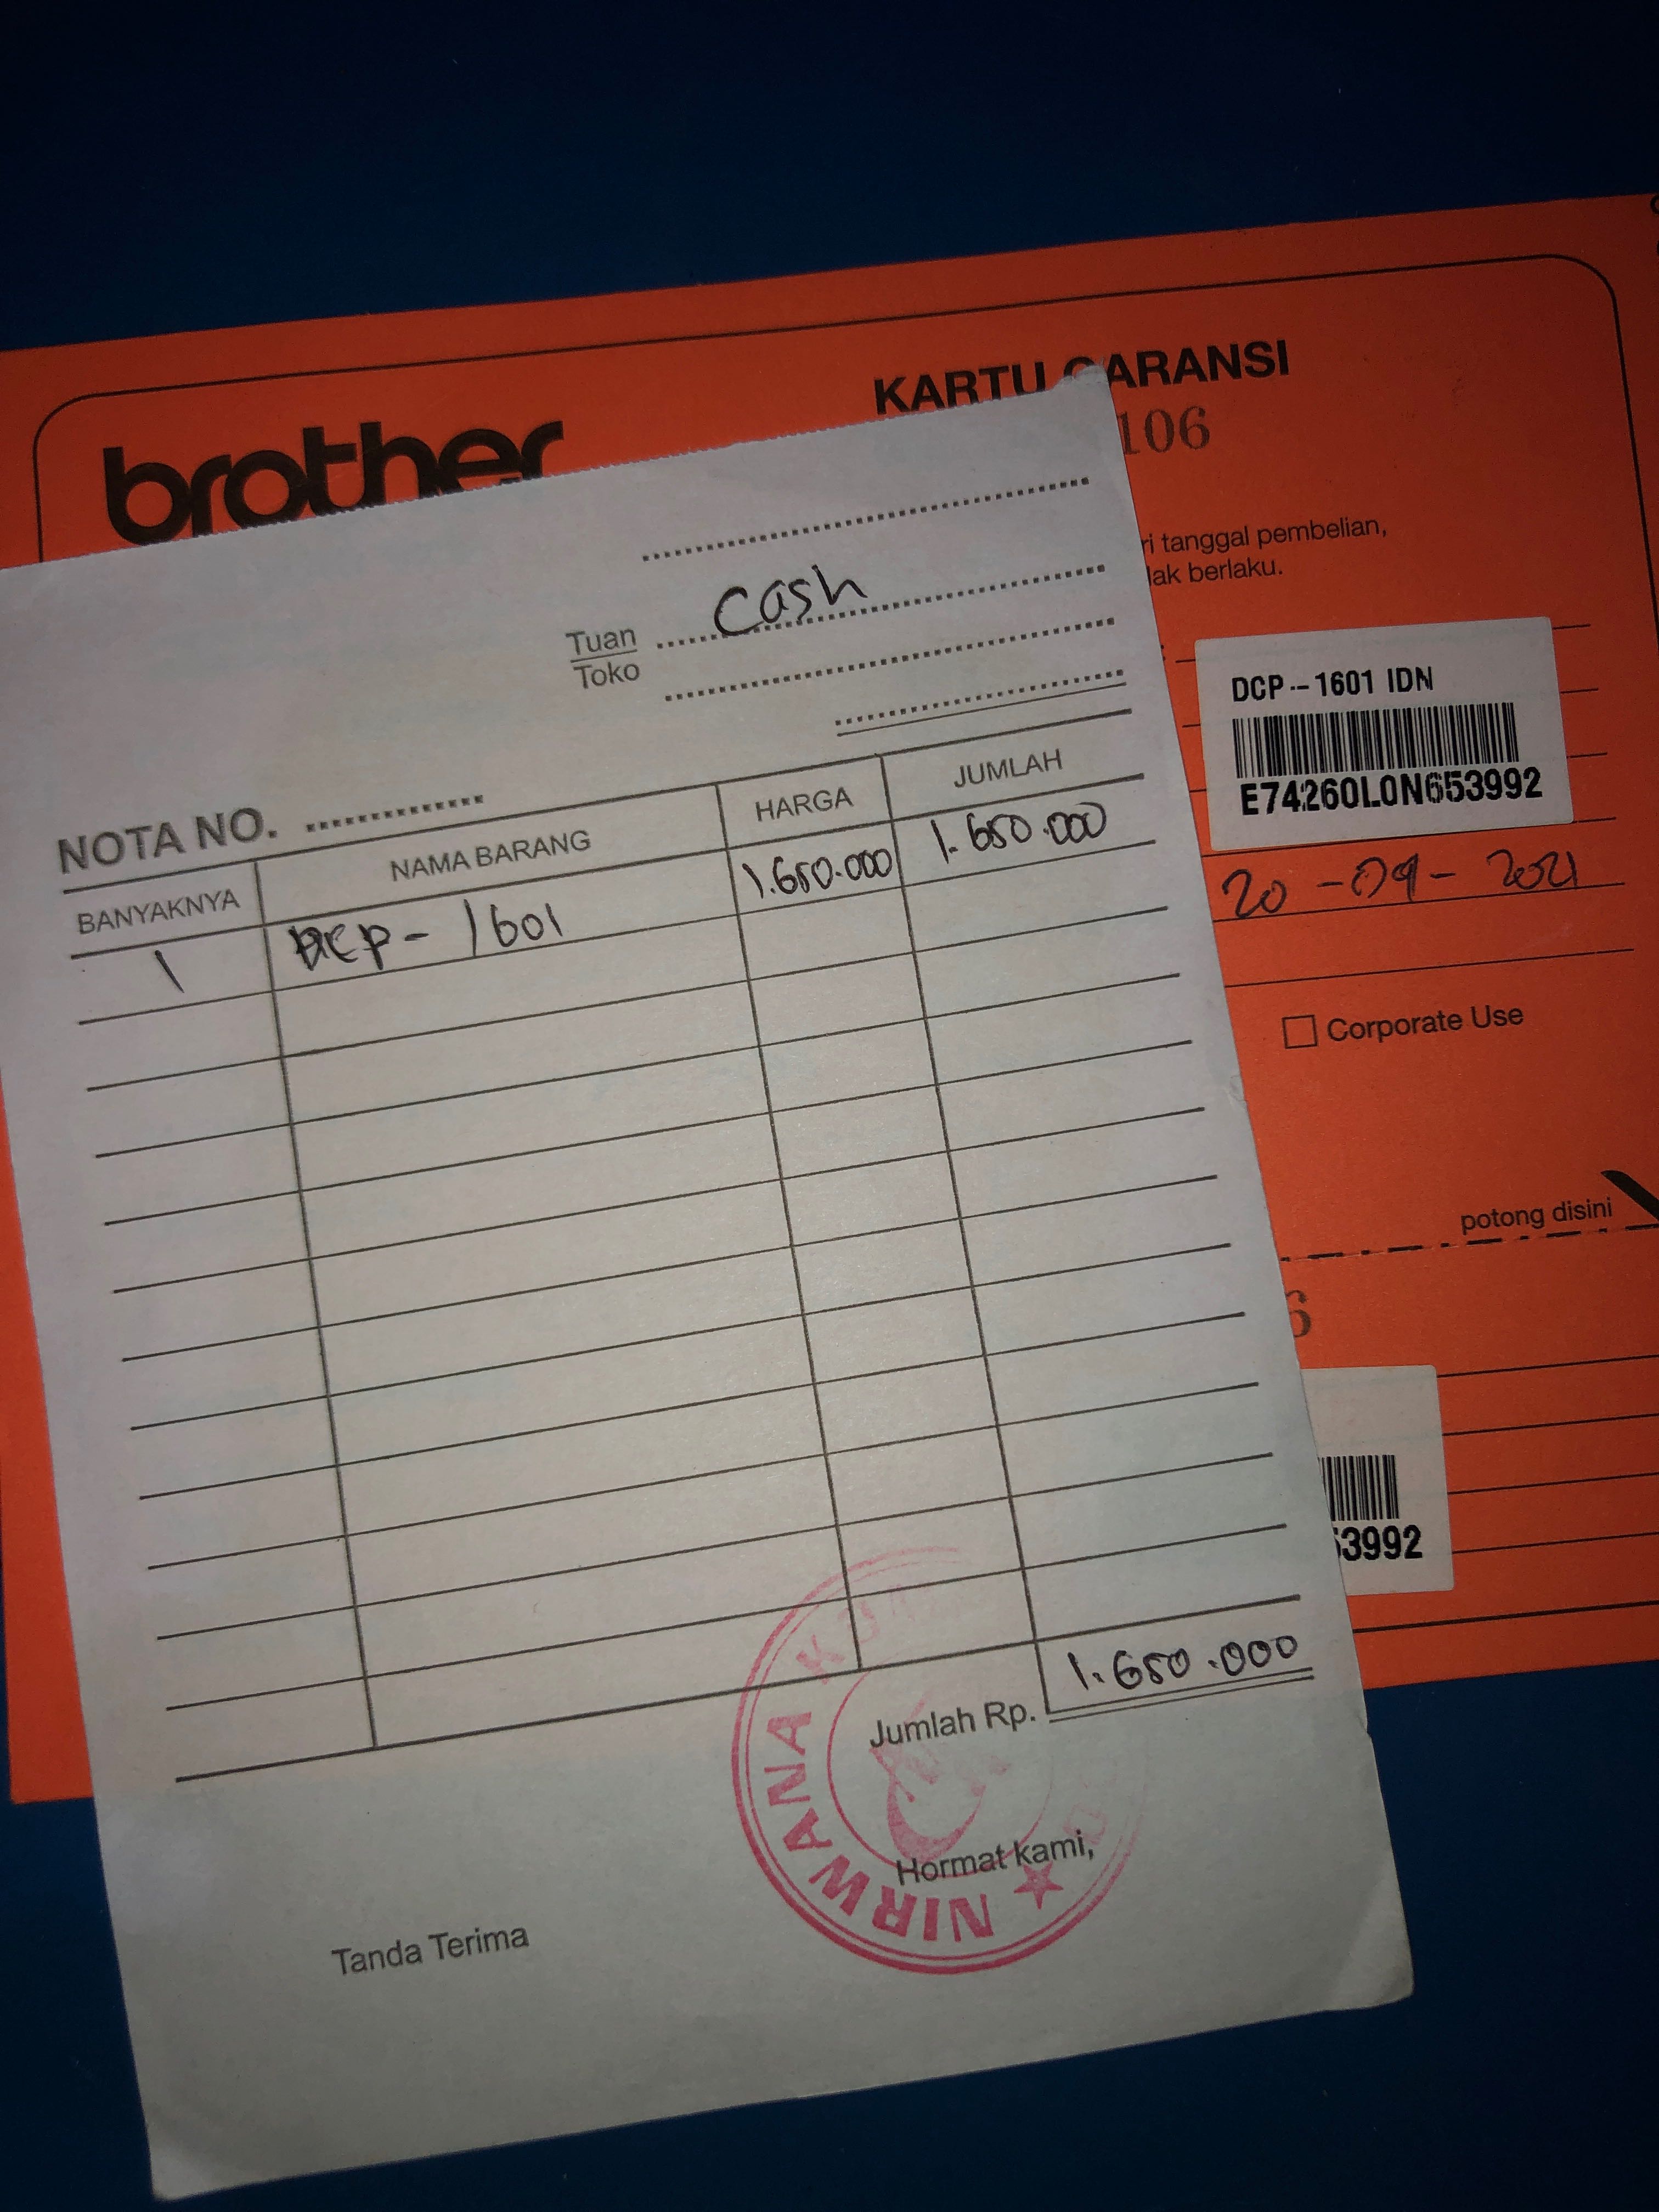 brother
KARTU GARANSI
106
ri tanggal pembelian,
lak berlaku.
DCP--1601 IDN
E74260L0N653992
20-09-2021
Corporate Use
potong disini
6
53992
Tuan cash
Toko
NOTA NO.
BANYAKNYA NAMA BARANG HARGA JUMLAH
1 DCP-1601 1.650.000 1.650.000
Jumlah Rp. 1.650.000
Tanda Terima Hormat kami,
NIRWANA